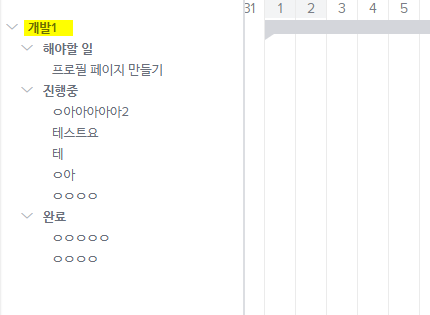 31 1 2 3 4 5
개발1
해야할 일
프로필 페이지 만들기
진행중
ㅇ아아아아아2
테스트요
테
ㅇ아
ㅇㅇㅇㅇ
완료
ㅇㅇㅇㅇㅇ
ㅇㅇㅇㅇ